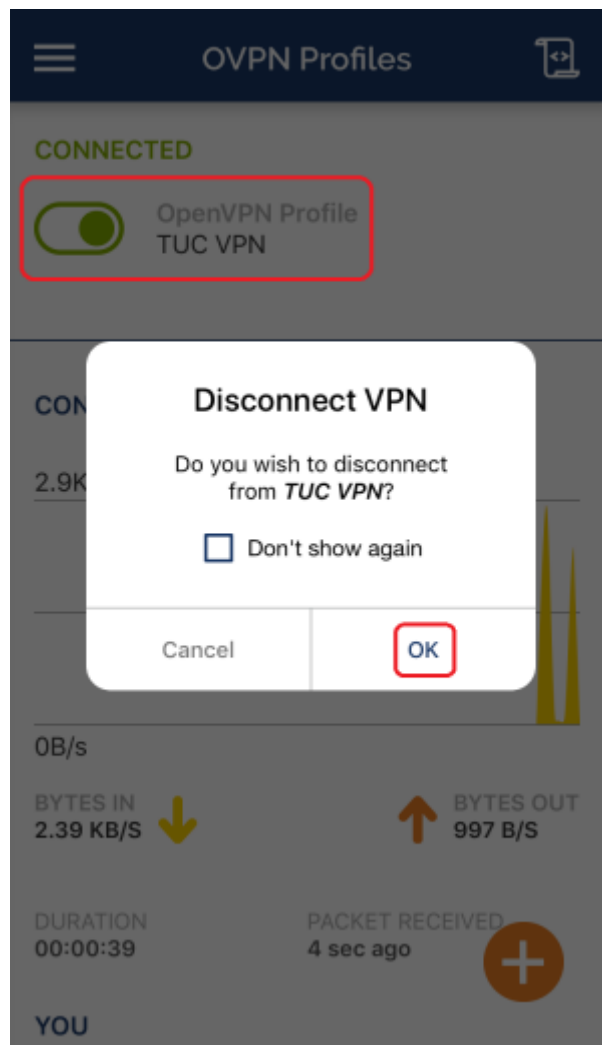 OVPN Profiles
CONNECTED
OpenVPN Profile
TUC VPN
CON
2.9K
Disconnect VPN
Do you wish to disconnect
from TUC VPN?
Don't show again
Cancel
OK
0B/s
BYTES IN
2.39 KB/S
BYTES OUT
997 B/S
DURATION
00:00:39
PACKET RECEIVED
4 sec ago
YOU